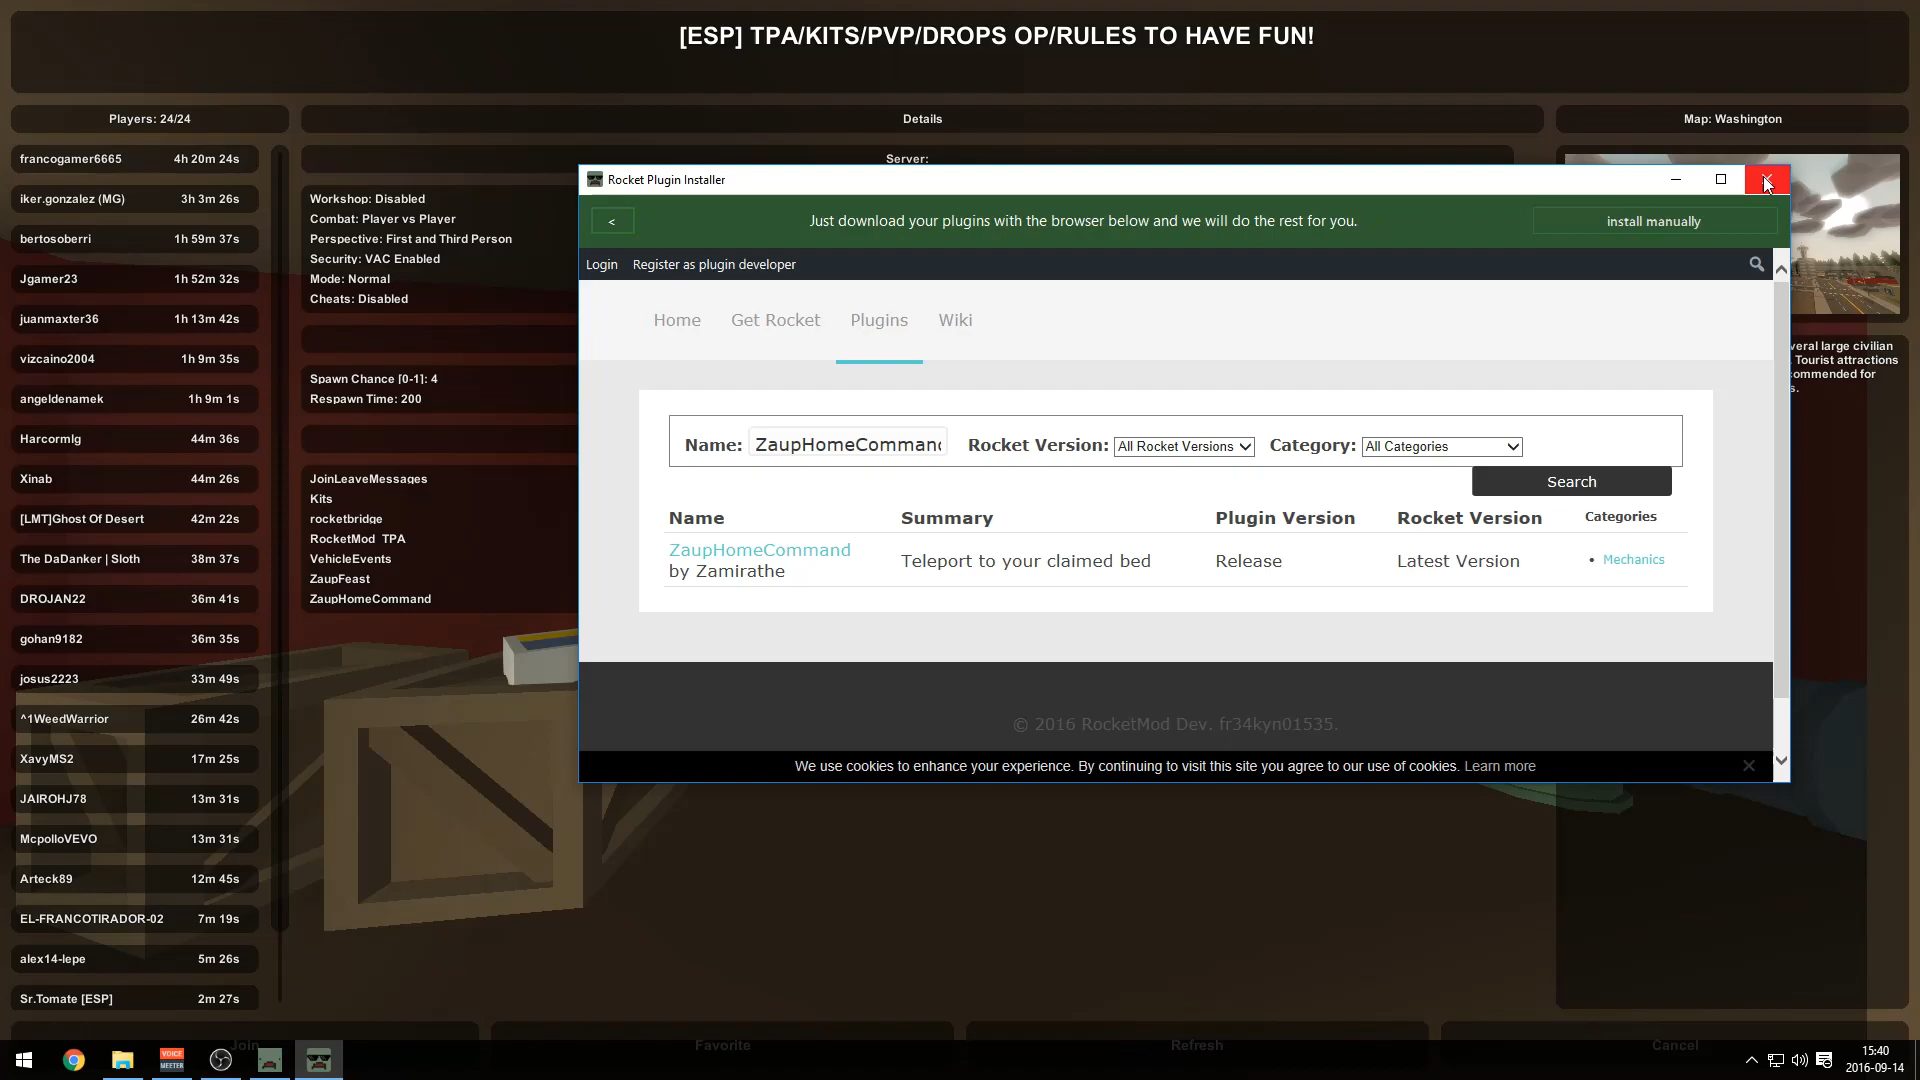 [ESP] TPA/KITS/PVP/DROPS OP/RULES TO HAVE FUN!
Players: 24/24
Details
Map: Washington
francogamer6665 4h 20m 24s
iker.gonzalez (MG) 3h 3m 26s
bertosoberri 1h 59m 37s
Jgamer23 1h 52m 32s
juanmaxter36 1h 13m 42s
vizcaino2004 1h 9m 35s
angeldenamek 1h 9m 1s
Harcormlg 44m 36s
Xinab 44m 26s
[LMT]Ghost Of Desert 42m 22s
The DaDanker | Sloth 38m 37s
DROJAN22 36m 41s
gohan9182 36m 35s
josus2223 33m 49s
^1WeedWarrior 26m 42s
XavyMS2 17m 25s
JAIROHJ78 13m 31s
McpolloVEVO 13m 31s
Arteck89 12m 45s
EL-FRANCOTIRADOR-02 7m 19s
alex14-lepe 5m 26s
Sr.Tomate [ESP] 2m 27s
Server:
Workshop: Disabled
Combat: Player vs Player
Perspective: First and Third Person
Security: VAC Enabled
Mode: Normal
Cheats: Disabled
Spawn Chance [0-1]: 4
Respawn Time: 200
JoinLeaveMessages
Kits
rocketbridge
RocketMod TPA
VehicleEvents
ZaupFeast
ZaupHomeCommand
Rocket Plugin Installer
<
Just download your plugins with the browser below and we will do the rest for you.
install manually
Login Register as plugin developer
Home Get Rocket Plugins Wiki
Name: ZaupHomeCommand Rocket Version: All Rocket Versions Category: All Categories
Search
Name Summary Plugin Version Rocket Version Categories
ZaupHomeCommand
by Zamirathe
Teleport to your claimed bed Release Latest Version • Mechanics
© 2016 RocketMod Dev. fr34kyn01535.
We use cookies to enhance your experience. By continuing to visit this site you agree to our use of cookies. Learn more
large civilian
Tourist attractions
for
Join Favorite Refresh Cancel
VOICE
MEETER
15:40
2016-09-14